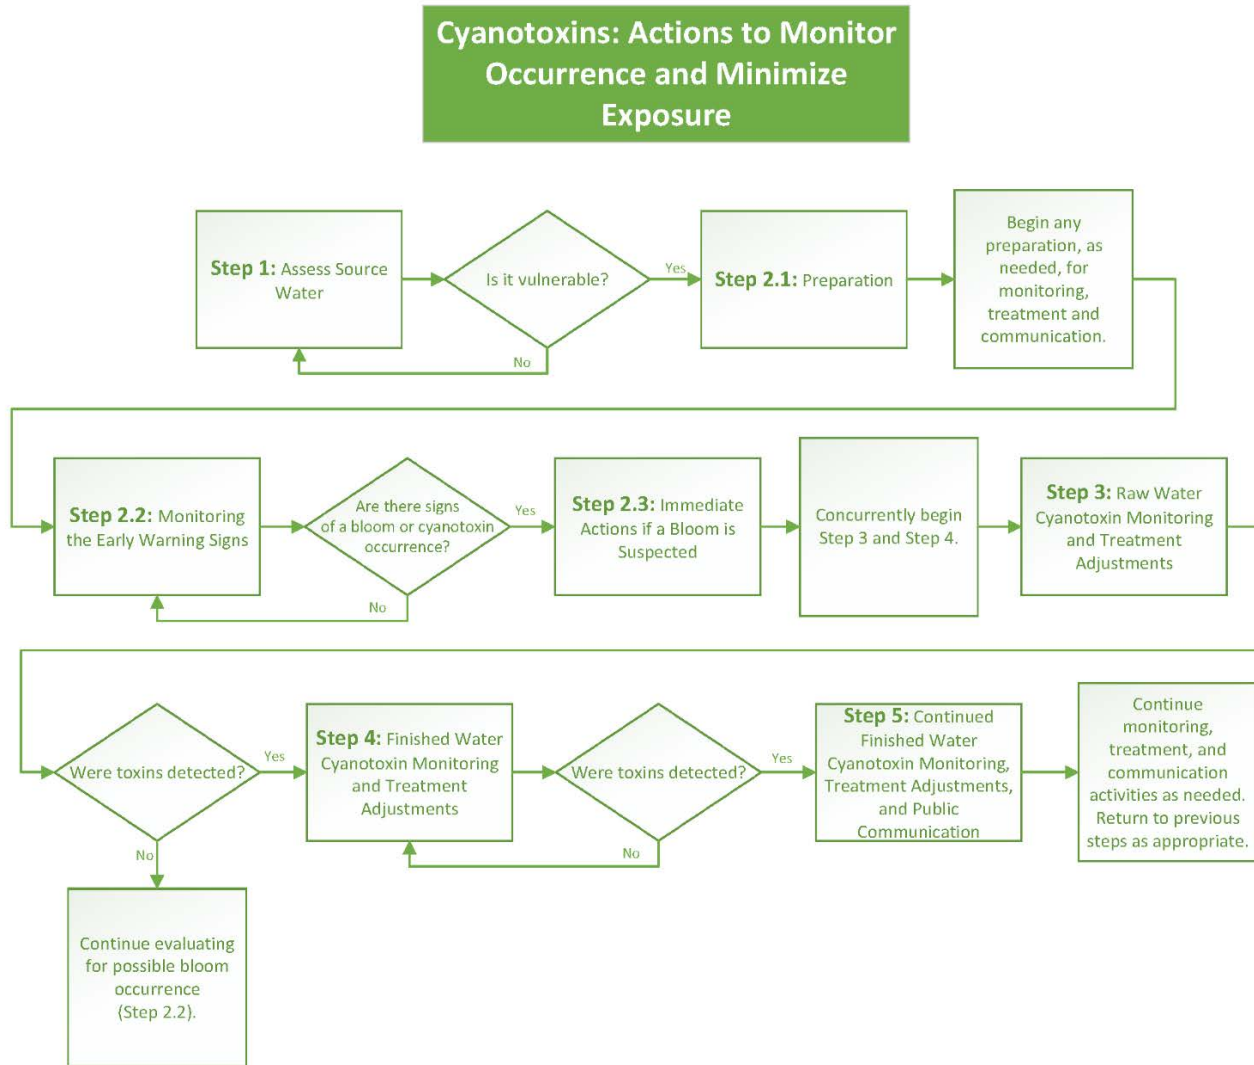 Cyanotoxins: Actions to Monitor
Occurrence and Minimize
Exposure
Step 1: Assess Source
Water
Is it vulnerable?
Yes
No
Step 2.1: Preparation
Begin any
preparation, as
needed, for
monitoring,
treatment and
communication.
Step 2.2: Monitoring
the Early Warning Signs
Are there signs
of a bloom or cyanotoxin
occurrence?
Yes
No
Step 2.3: Immediate
Actions if a Bloom is
Suspected
Concurrently begin
Step 3 and Step 4.
Step 3: Raw Water
Cyanotoxin Monitoring
and Treatment
Adjustments
Were toxins detected?
Yes
No
Continue evaluating
for possible bloom
occurrence
(Step 2.2).
Step 4: Finished Water
Cyanotoxin Monitoring
and Treatment
Adjustments
Were toxins detected?
Yes
No
Step 5: Continued
Finished Water
Cyanotoxin Monitoring,
Treatment Adjustments,
and Public
Communication
Continue
monitoring,
treatment, and
communication
activities as needed.
Return to previous
steps as appropriate.